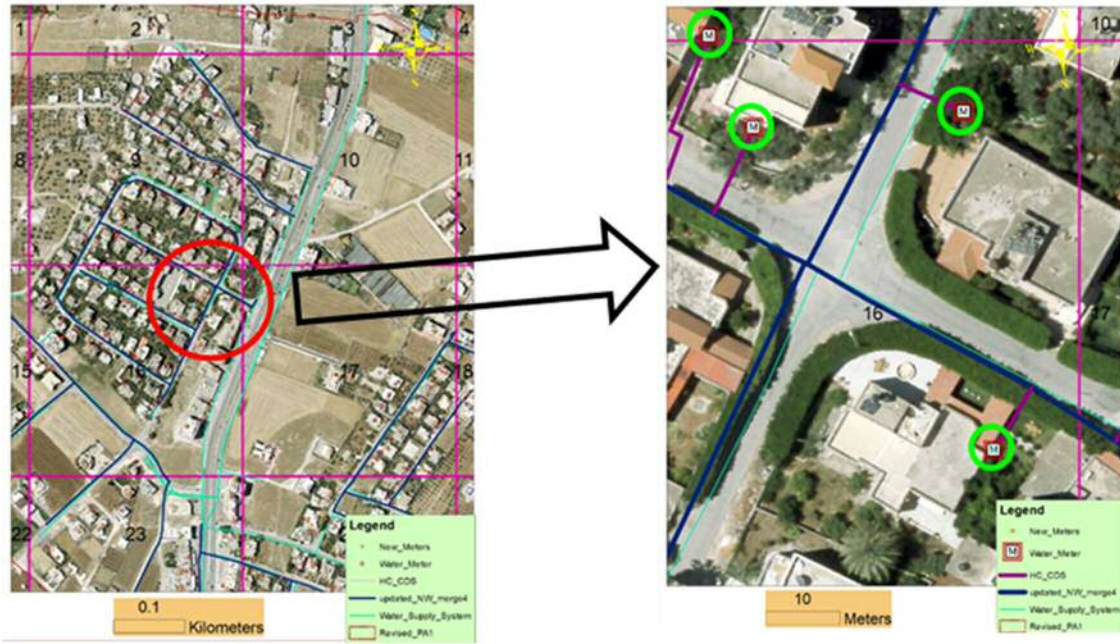 1 2 3 4
8 9 10 11
15 16 17 18
22 23
Legend
New_Meters
Water_Meter
HC_COS
updated_NW_merge4
Water_Supply_System
Revised_PA1
0.1
Kilometers
9 10
M
M
M
16 17
M
Legend
New_Meters
M Water_Meter
HC_COS
updated_NW_merge4
Water_Supply_System
Revised_PA1
10
Meters